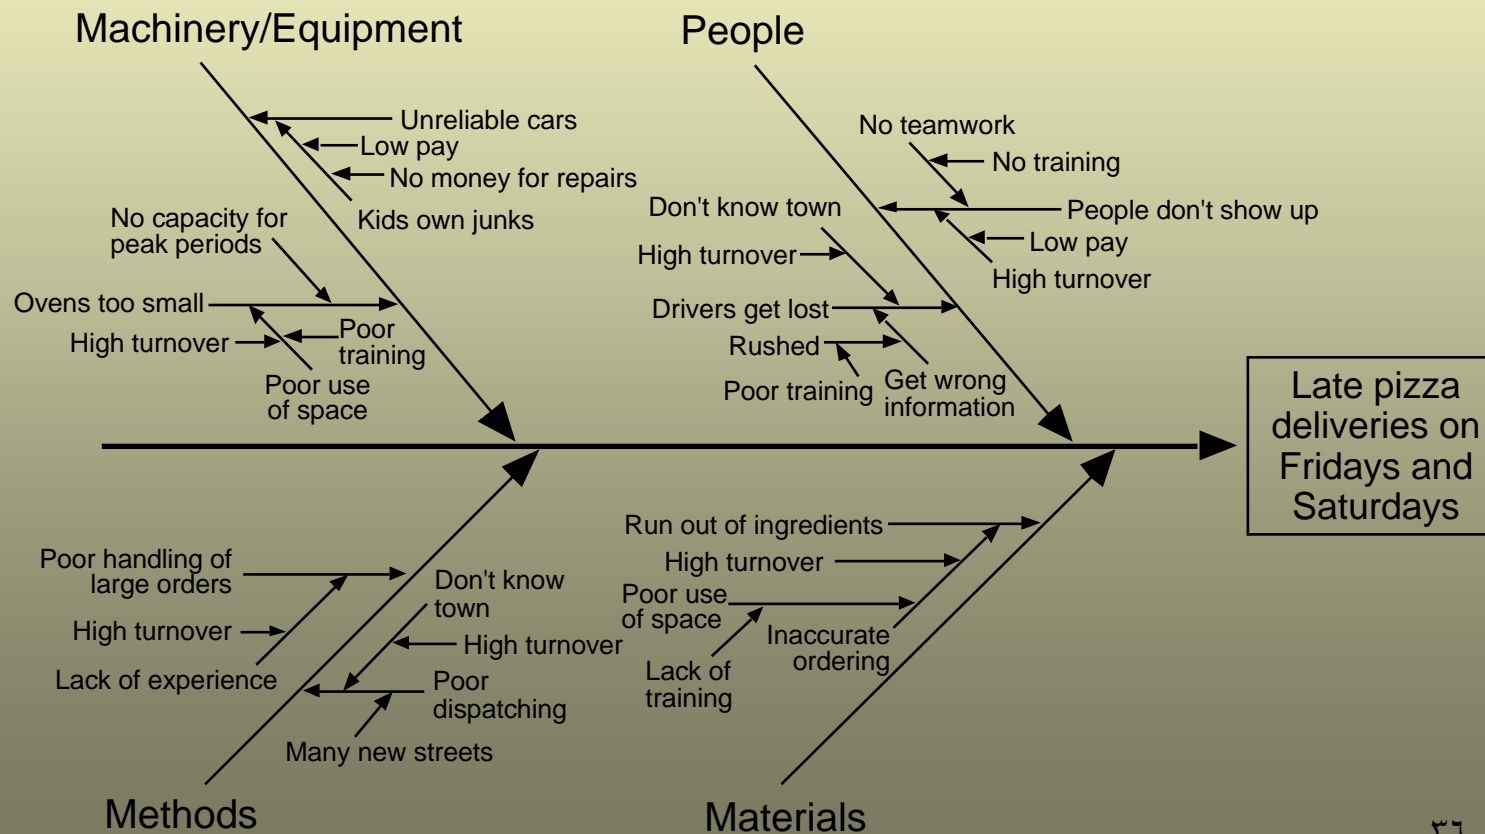 Machinery/Equipment
People
Unreliable cars
Low pay
No money for repairs
Kids own junks
No capacity for
peak periods
Ovens too small
High turnover
Poor
training
Poor use
of space
No teamwork
No training
People don't show up
Low pay
High turnover
Don't know town
High turnover
Drivers get lost
Rushed
Poor training
Get wrong
information
Late pizza
deliveries on
Fridays and
Saturdays
Poor handling of
large orders
High turnover
Lack of experience
Don't know
town
High turnover
Poor
dispatching
Many new streets
Run out of ingredients
High turnover
Poor use
of space
Inaccurate
ordering
Lack of
training
Methods
Materials
٣٦